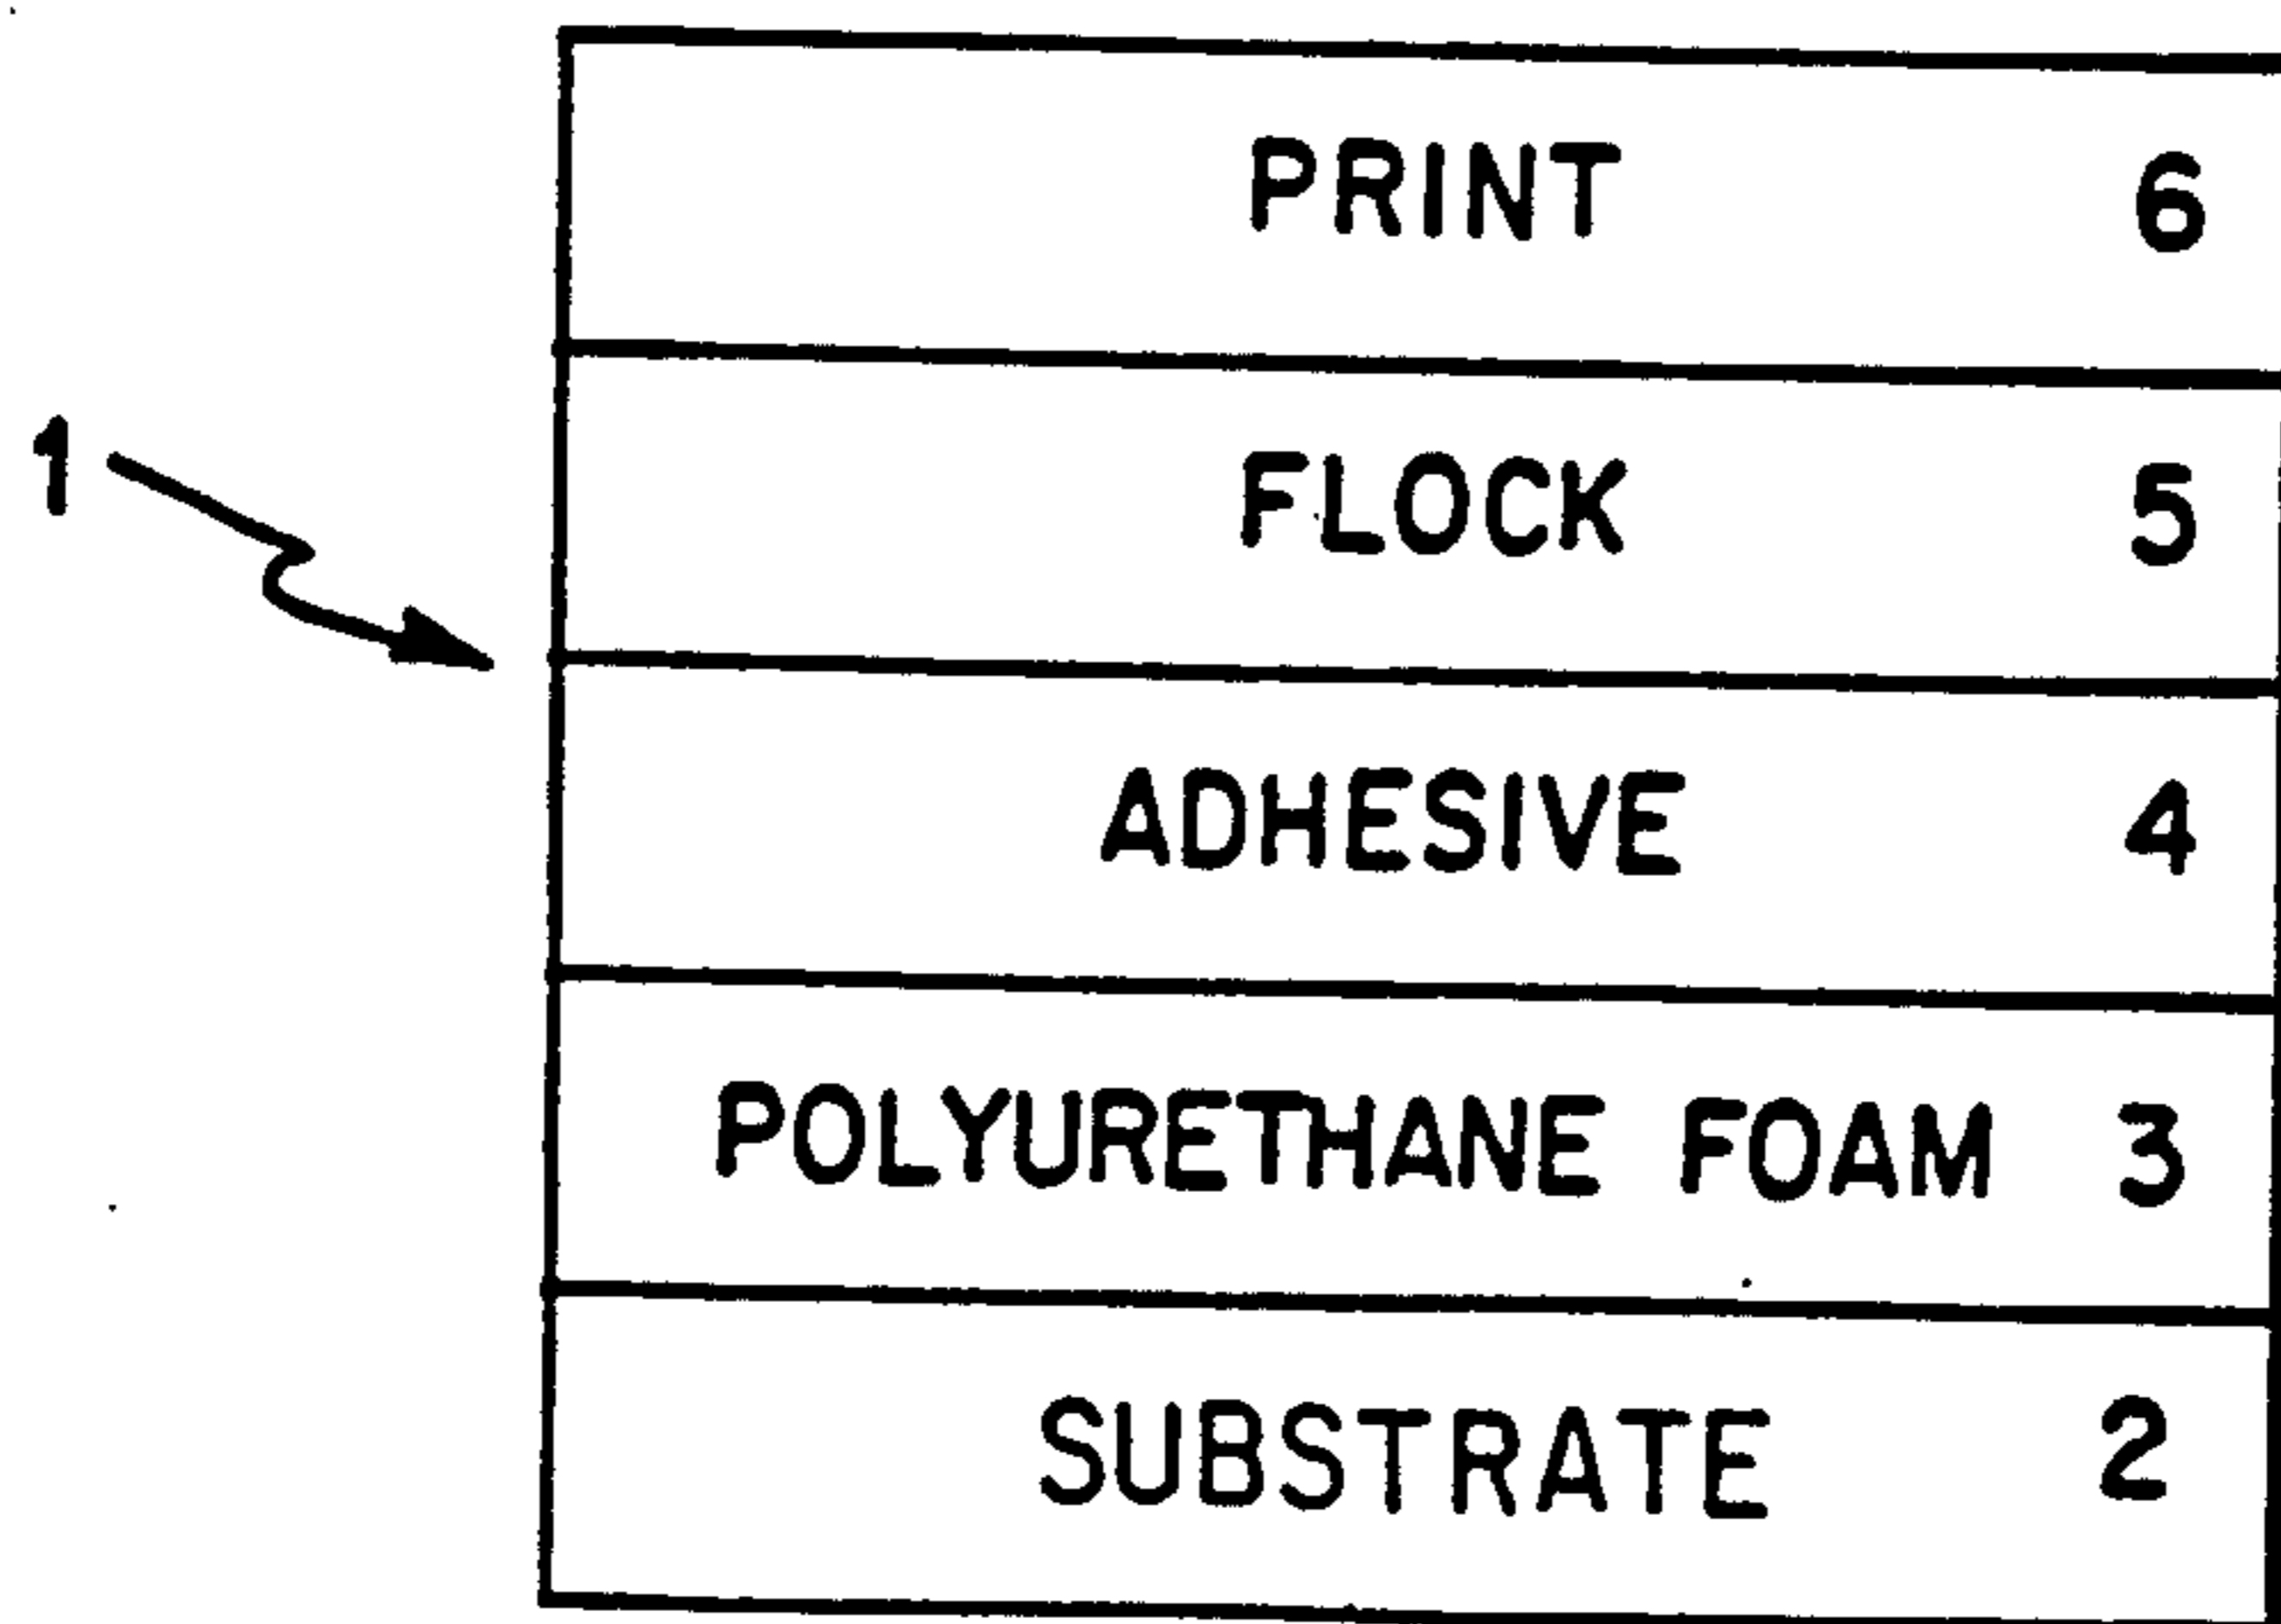 PRINT 6
1
FLOCK 5
ADHESIVE 4
POLYURETHANE FOAM 3
SUBSTRATE 2